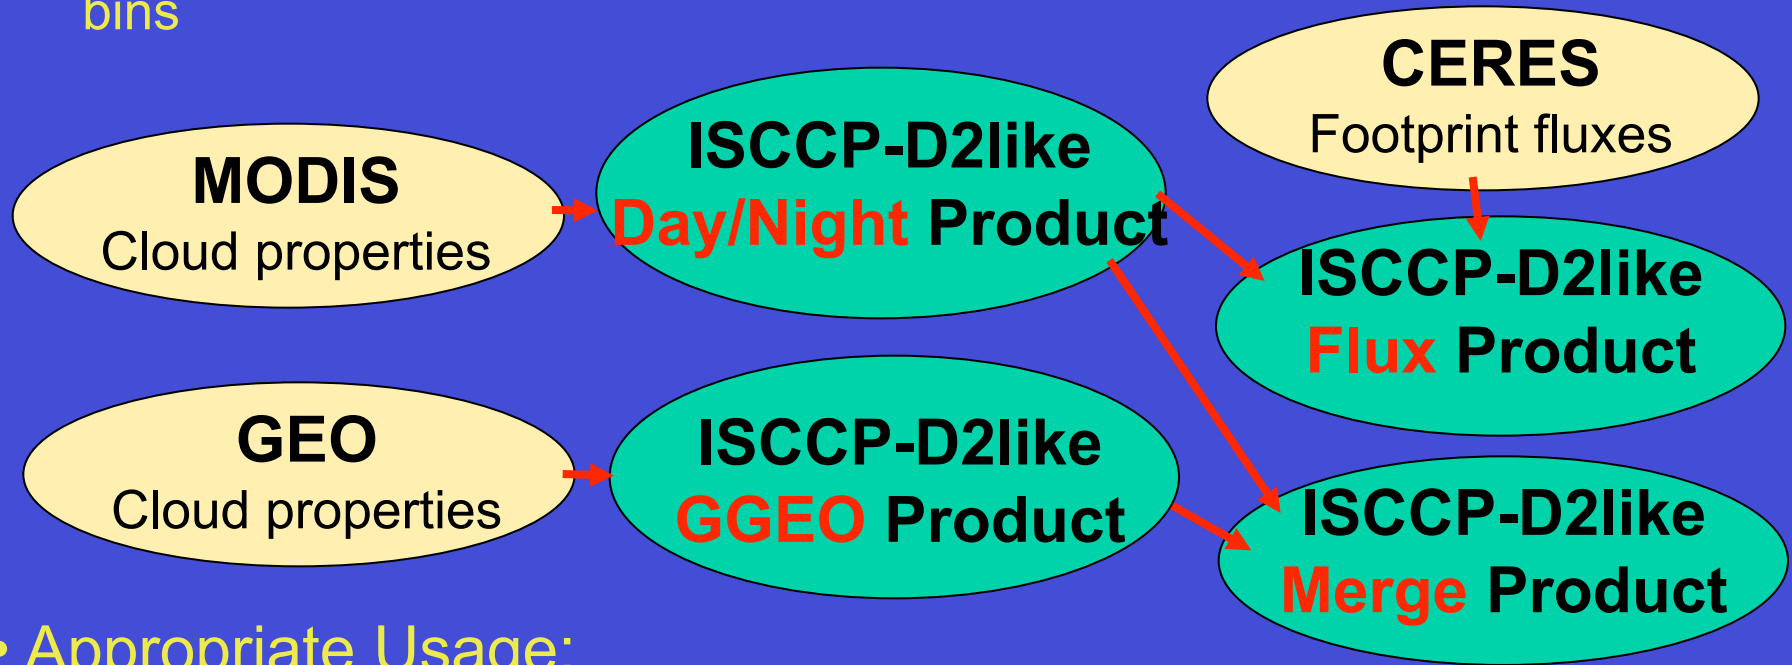 bins
MODIS
Cloud properties
ISCCP-D2like
Day/Night Product
CERES
Footprint fluxes
ISCCP-D2like
Flux Product
GEO
Cloud properties
ISCCP-D2like
GGEO Product
ISCCP-D2like
Merge Product
• Appropriate Usage: